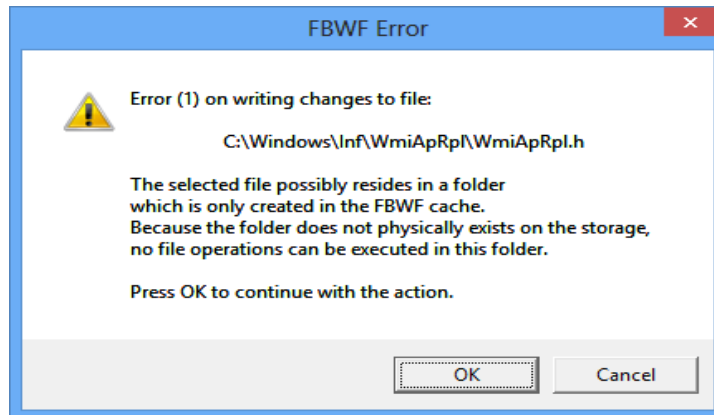 FBWF Error
Error (1) on writing changes to file:
C:\Windows\Inf\WmiApRpl\WmiApRpl.h
The selected file possibly resides in a folder
which is only created in the FBWF cache.
Because the folder does not physically exists on the storage,
no file operations can be executed in this folder.
Press OK to continue with the action.
OK
Cancel